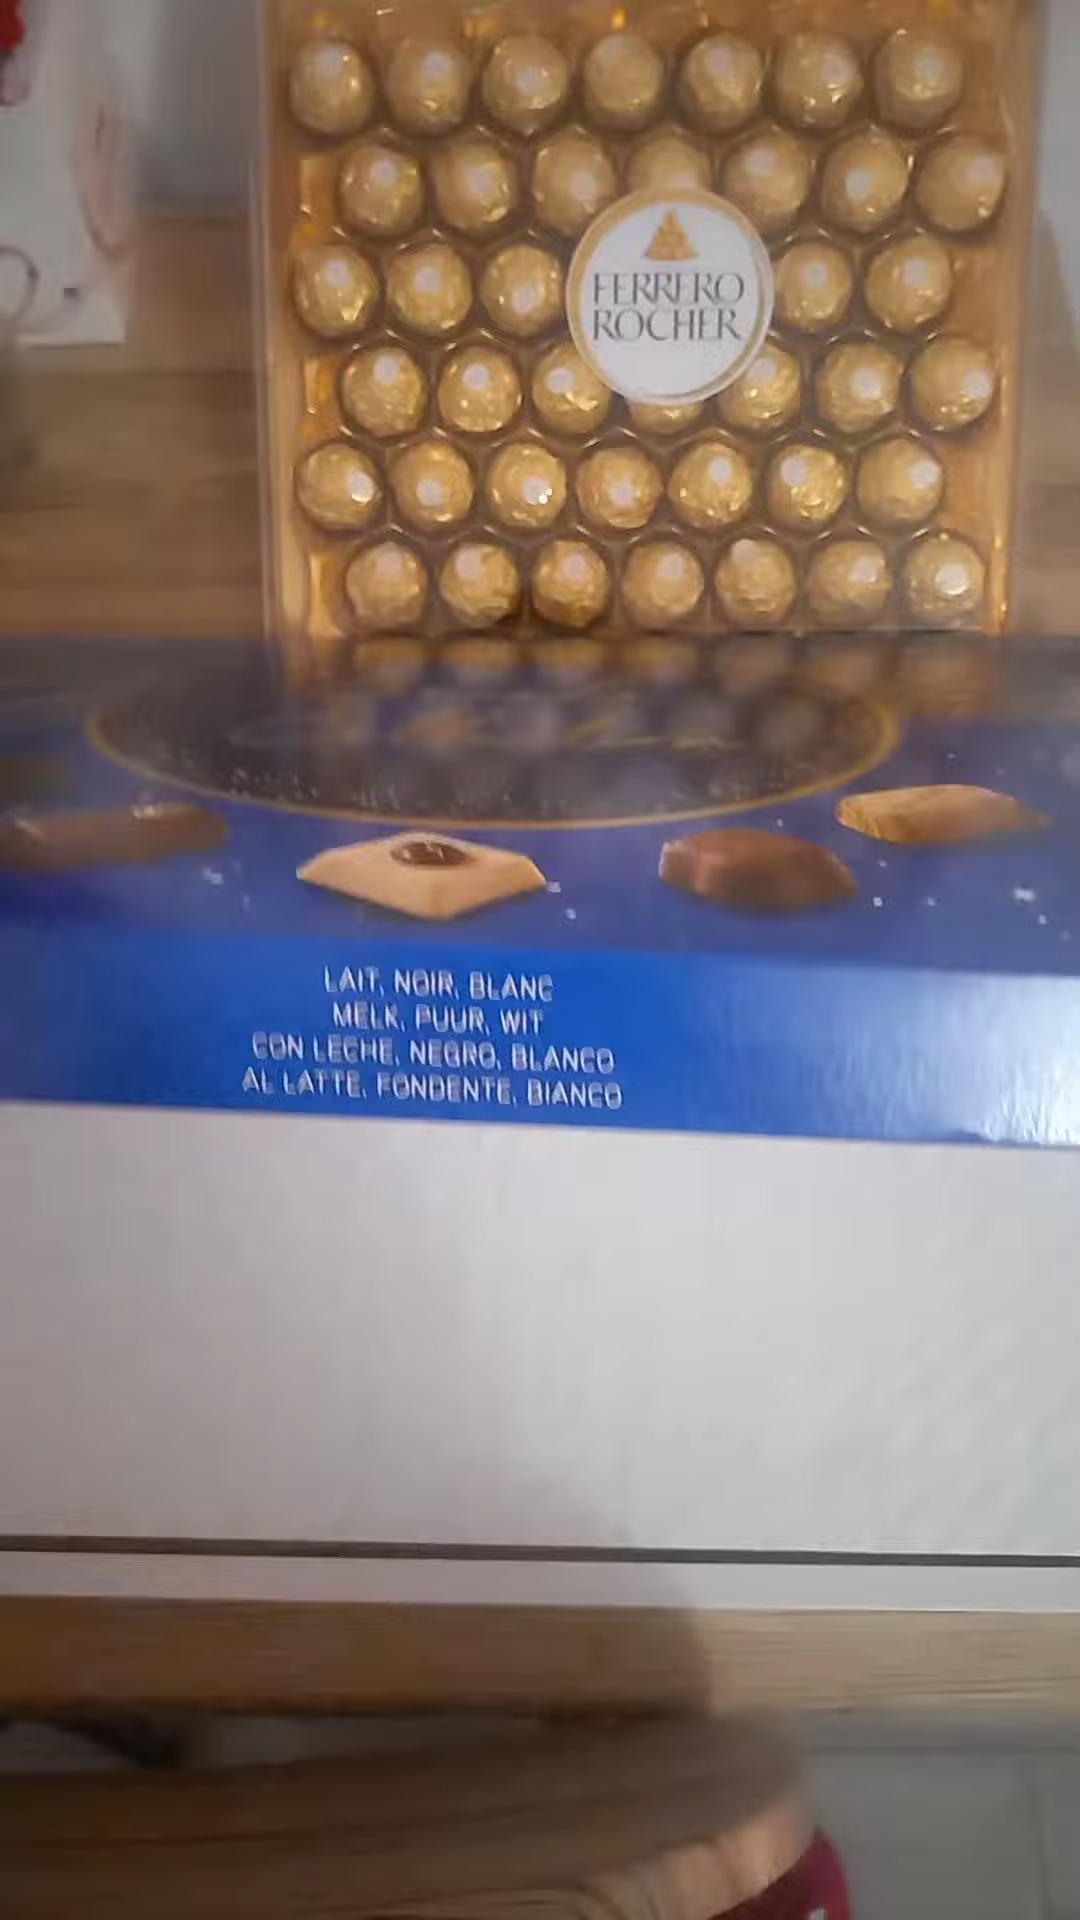 FERRERO
ROCHER
LAIT, NOIR, BLANC
MELK, PUUR, WIT
CON LECHE, NEGRO, BLANCO
AL LATTE, FONDENTE, BIANCO